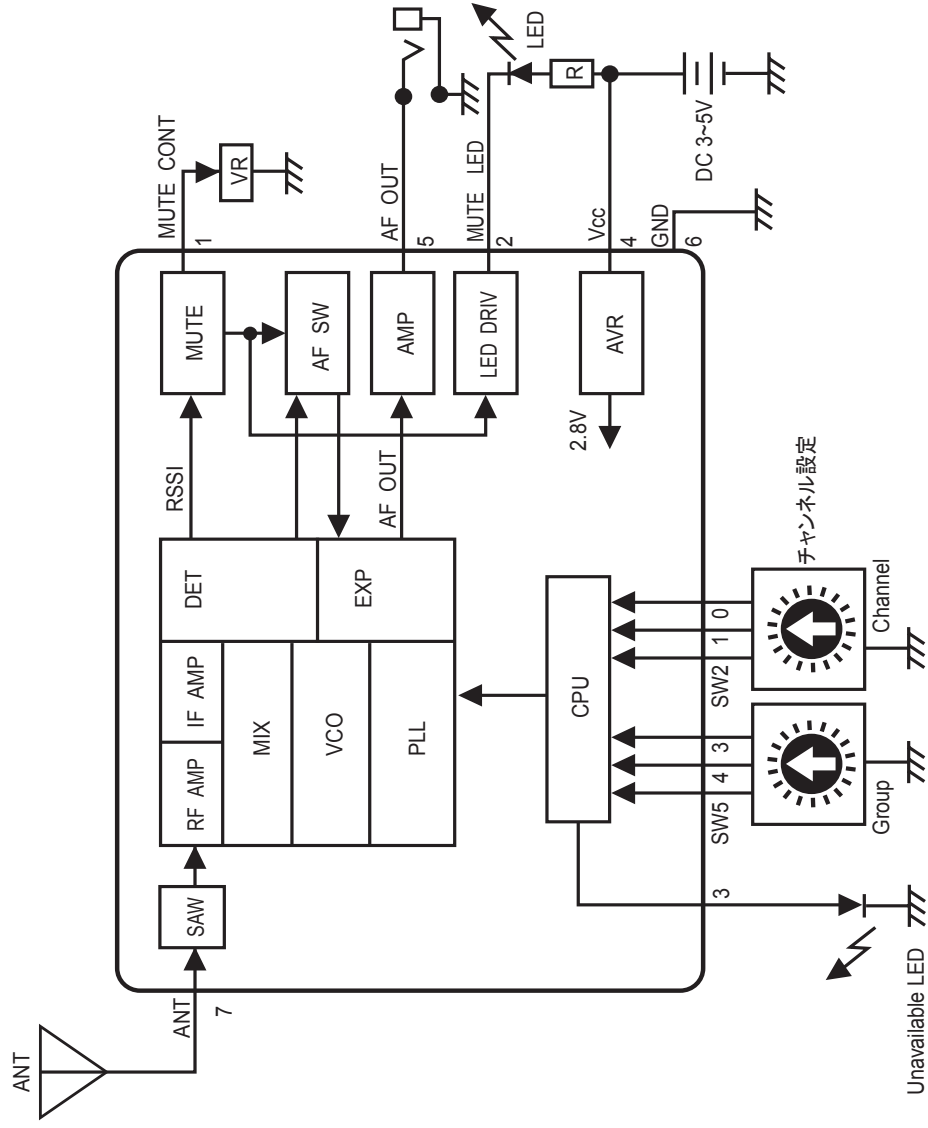 ANT
ANT
7
SAW
RF AMP
IF AMP
MIX
VCO
PLL
DET
EXP
RSSI
AF OUT
MUTE
AF SW
AMP
LED DRIV
AVR
2.8V
MUTE CONT
1
VR
AF OUT
5
MUTE LED
2
LED
R
Vcc
4
GND
6
DC 3~5V
CPU
3
SW5
4
3
SW2
1
0
Unavailable LED
Group
Channel
チャンネル設定